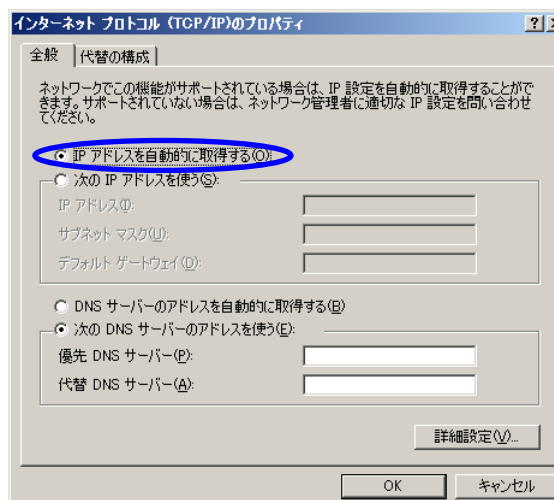 インターネット プロトコル (TCP/IP)のプロパティ
全般 代替の構成
ネットワークでこの機能がサポートされている場合は、IP 設定を自動的に取得することがで
きます。サポートされていない場合は、ネットワーク管理者に適切な IP 設定を問い合わせ
てください。
IP アドレスを自動的に取得する(O)
次の IP アドレスを使う(S):
IP アドレス(I):
サブネット マスク(U):
デフォルト ゲートウェイ(D):
DNS サーバーのアドレスを自動的に取得する(B)
次の DNS サーバーのアドレスを使う(E):
優先 DNS サーバー(P):
代替 DNS サーバー(A):
詳細設定(V)...
OK キャンセル